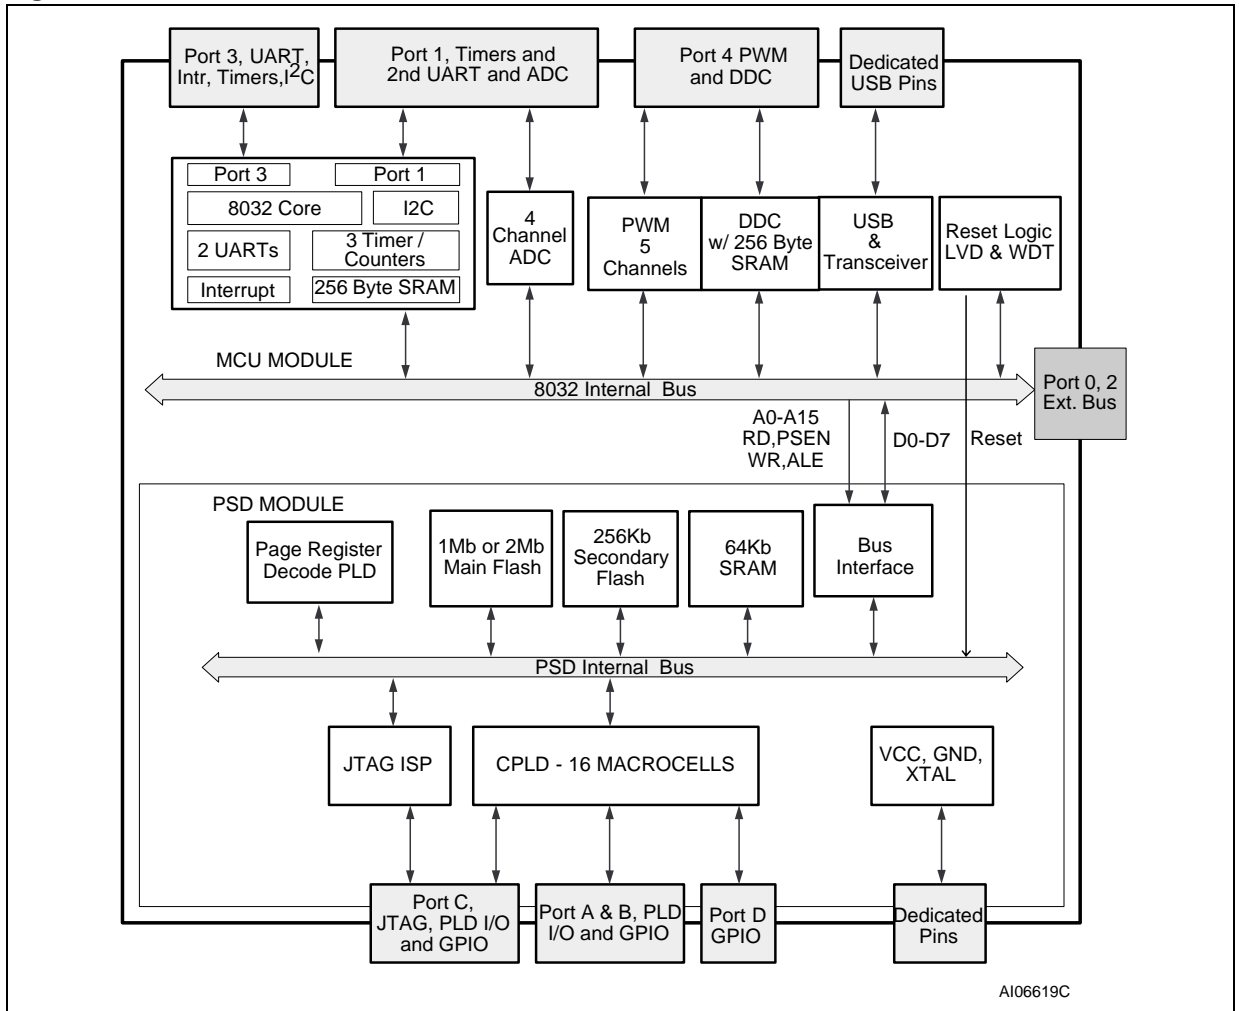 Port 3, UART,
Intr, Timers,I2C
Port 1, Timers and
2nd UART and ADC
Port 4 PWM
and DDC
Dedicated
USB Pins
Port 3
Port 1
8032 Core
I2C
2 UARTs
3 Timer /
Counters
Interrupt
256 Byte SRAM
4
Channel
ADC
PWM
5
Channels
DDC
w/ 256 Byte
SRAM
USB
&
Transceiver
Reset Logic
LVD & WDT
MCU MODULE
8032 Internal Bus
Port 0, 2
Ext. Bus
A0-A15
RD,PSEN
WR,ALE
D0-D7
Reset
PSD MODULE
Page Register
Decode PLD
1Mb or 2Mb
Main Flash
256Kb
Secondary
Flash
64Kb
SRAM
Bus
Interface
PSD Internal Bus
JTAG ISP
CPLD - 16 MACROCELLS
VCC, GND,
XTAL
Port C,
JTAG, PLD I/O
and GPIO
Port A & B, PLD
I/O and GPIO
Port D
GPIO
Dedicated
Pins
AI06619C